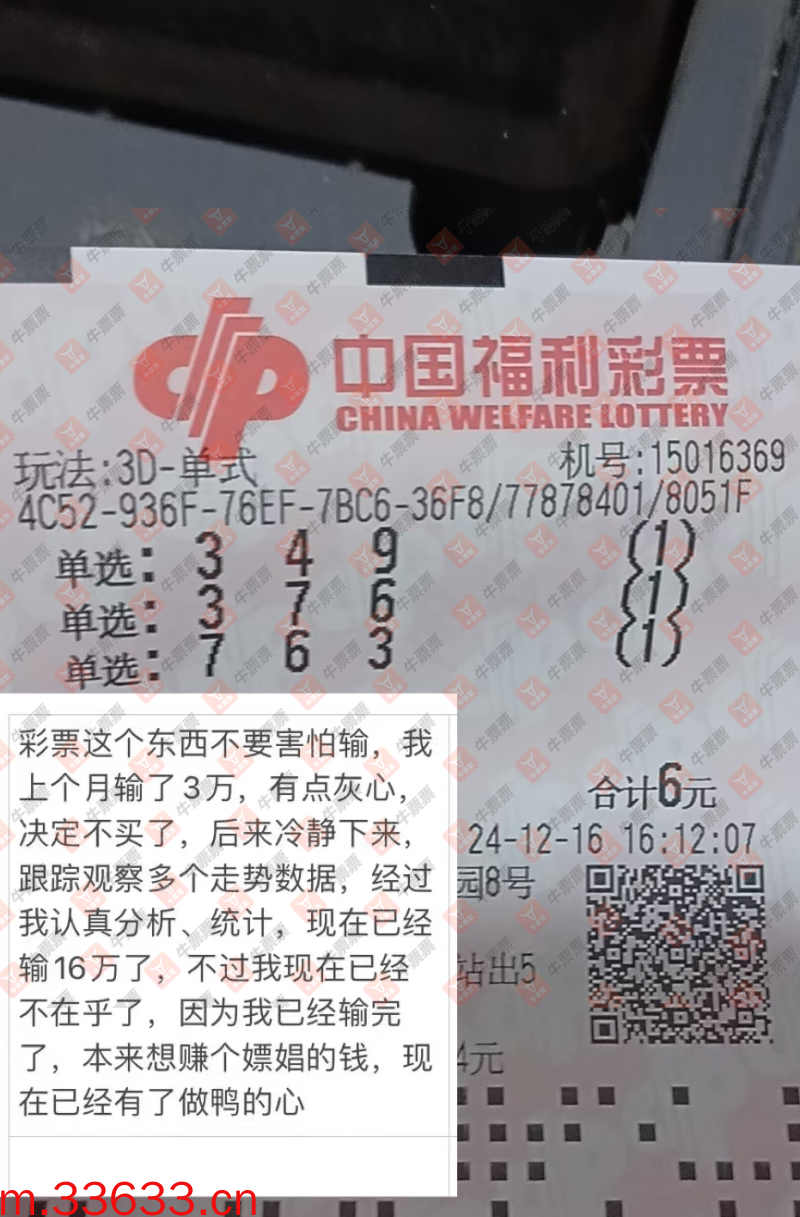 中国福利彩票
CHINA WELFARE LOTTERY
玩法:3D-单式 机号:15016369
4C52-936F-76EF-7BC6-36F8/77878401/8051F
单选: 3 4 9 (1)
单选: 3 7 6 (1)
单选: 7 6 3 (1)
合计6元
24-12-16 16:12:07
园8号
站出5
4元
彩票这个东西不要害怕输，我
上个月输了3万，有点灰心，
决定不买了，后来冷静下来，
跟踪观察多个走势数据，经过
我认真分析、统计，现在已经
输16万了，不过我现在已经
不在乎了，因为我已经输完
了，本来想赚个嫖娼的钱，现
在已经有了做鸭的心
m.33633.cn
牛票票